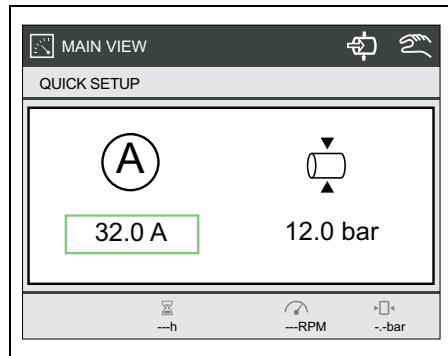 MAIN VIEW
QUICK SETUP
A
32.0 A 12.0 bar
---h ---RPM -.-bar